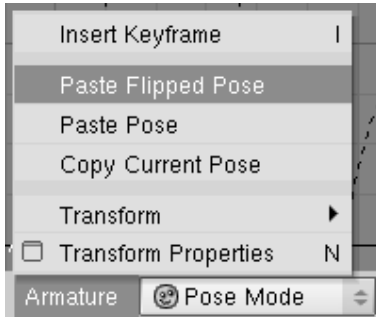 Insert Keyframe I
Paste Flipped Pose
Paste Pose
Copy Current Pose
Transform
Transform Properties N
Armature Pose Mode